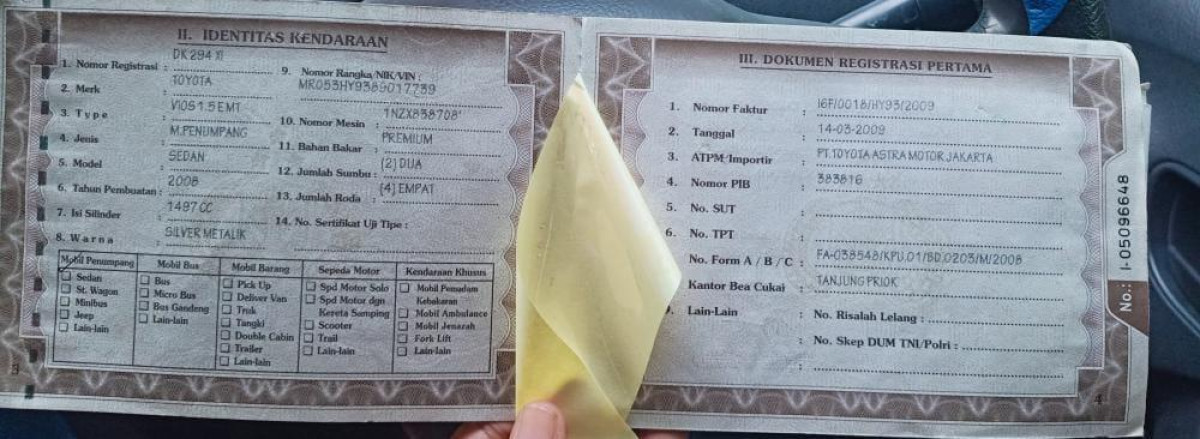 II. IDENTITAS KENDARAAN
1. Nomor Registrasi : DK 294 XI
2. Merk : TOYOTA
3. Type : VIOS 1.5 E MT
4. Jenis : M.PENUMPANG
5. Model : SEDAN
6. Tahun Pembuatan : 2008
7. Isi Silinder : 1497 CC
8. Warna : SILVER METALIK
9. Nomor Rangka/NIK/VIN :
MR053HY9389017739
10. Nomor Mesin : 1NZX838708
11. Bahan Bakar : PREMIUM
12. Jumlah Sumbu : (2) DUA
13. Jumlah Roda : (4) EMPAT
14. No. Sertifikat Uji Tipe :
Mobil Penumpang
Sedan
St. Wagon
Minibus
Jeep
Lain-lain
Mobil Bus
Bus
Micro Bus
Bus Gandeng
Lain-lain
Mobil Barang
Pick Up
Deliver Van
Truk
Tangki
Double Cabin
Trailer
Lain-lain
Sepeda Motor
Spd Motor Solo
Spd Motor dgn
Kereta Samping
Scooter
Trail
Lain-lain
Kendaraan Khusus
Mobil Pemadam
Kebakaran
Mobil Ambulance
Mobil Jenazah
Fork Lift
Lain-lain
3
III. DOKUMEN REGISTRASI PERTAMA
1. Nomor Faktur : I6F/0018/HY93/2009
2. Tanggal : 14-03-2009
3. ATPM/Importir : PT.TOYOTA ASTRA MOTOR JAKARTA
4. Nomor PIB : 383816
5. No. SUT :
6. No. TPT :
No. Form A / B / C : FA-038548/KPU.01/BD.0203/M/2008
Kantor Bea Cukai : TANJUNG PRIOK
Lain-Lain : No. Risalah Lelang :
: No. Skep DUM TNI/Polri :
:
4
No.: I-05096648